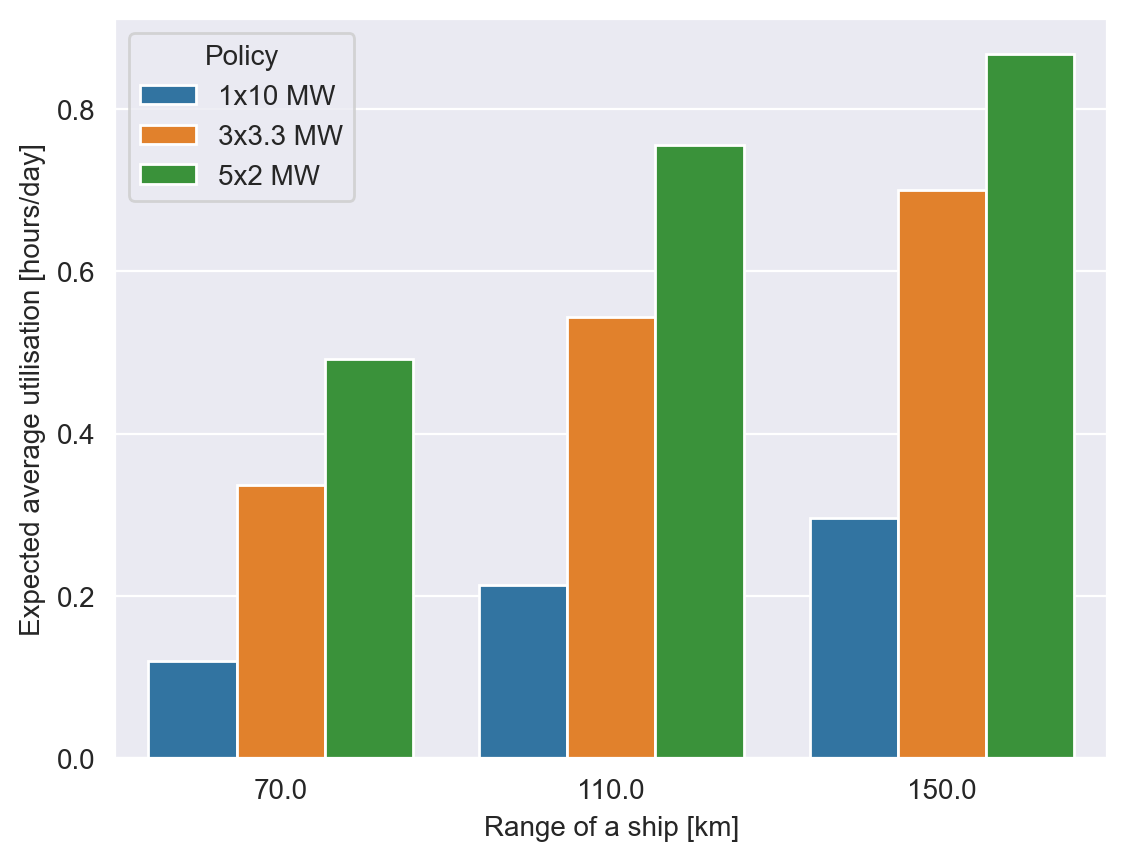 Policy
1x10 MW
3x3.3 MW
5x2 MW
Expected average utilisation [hours/day]
0.8
0.6
0.4
0.2
0.0
70.0
110.0
150.0
Range of a ship [km]